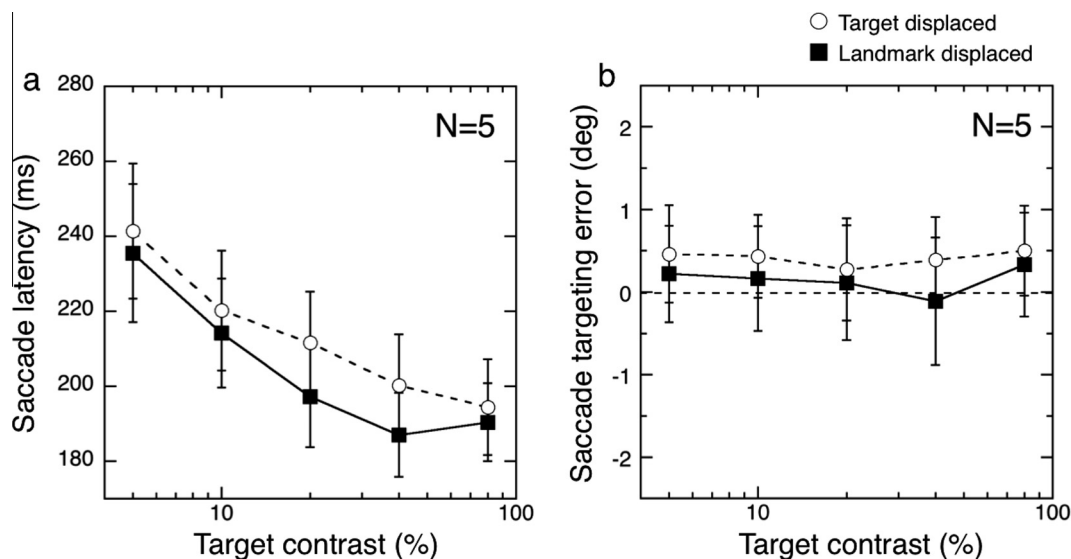 Target displaced
Landmark displaced
a
N=5
280
260
240
220
200
180
Saccade latency (ms)
10
100
Target contrast (%)
b
N=5
2
1
0
-1
-2
Saccade targeting error (deg)
10
100
Target contrast (%)